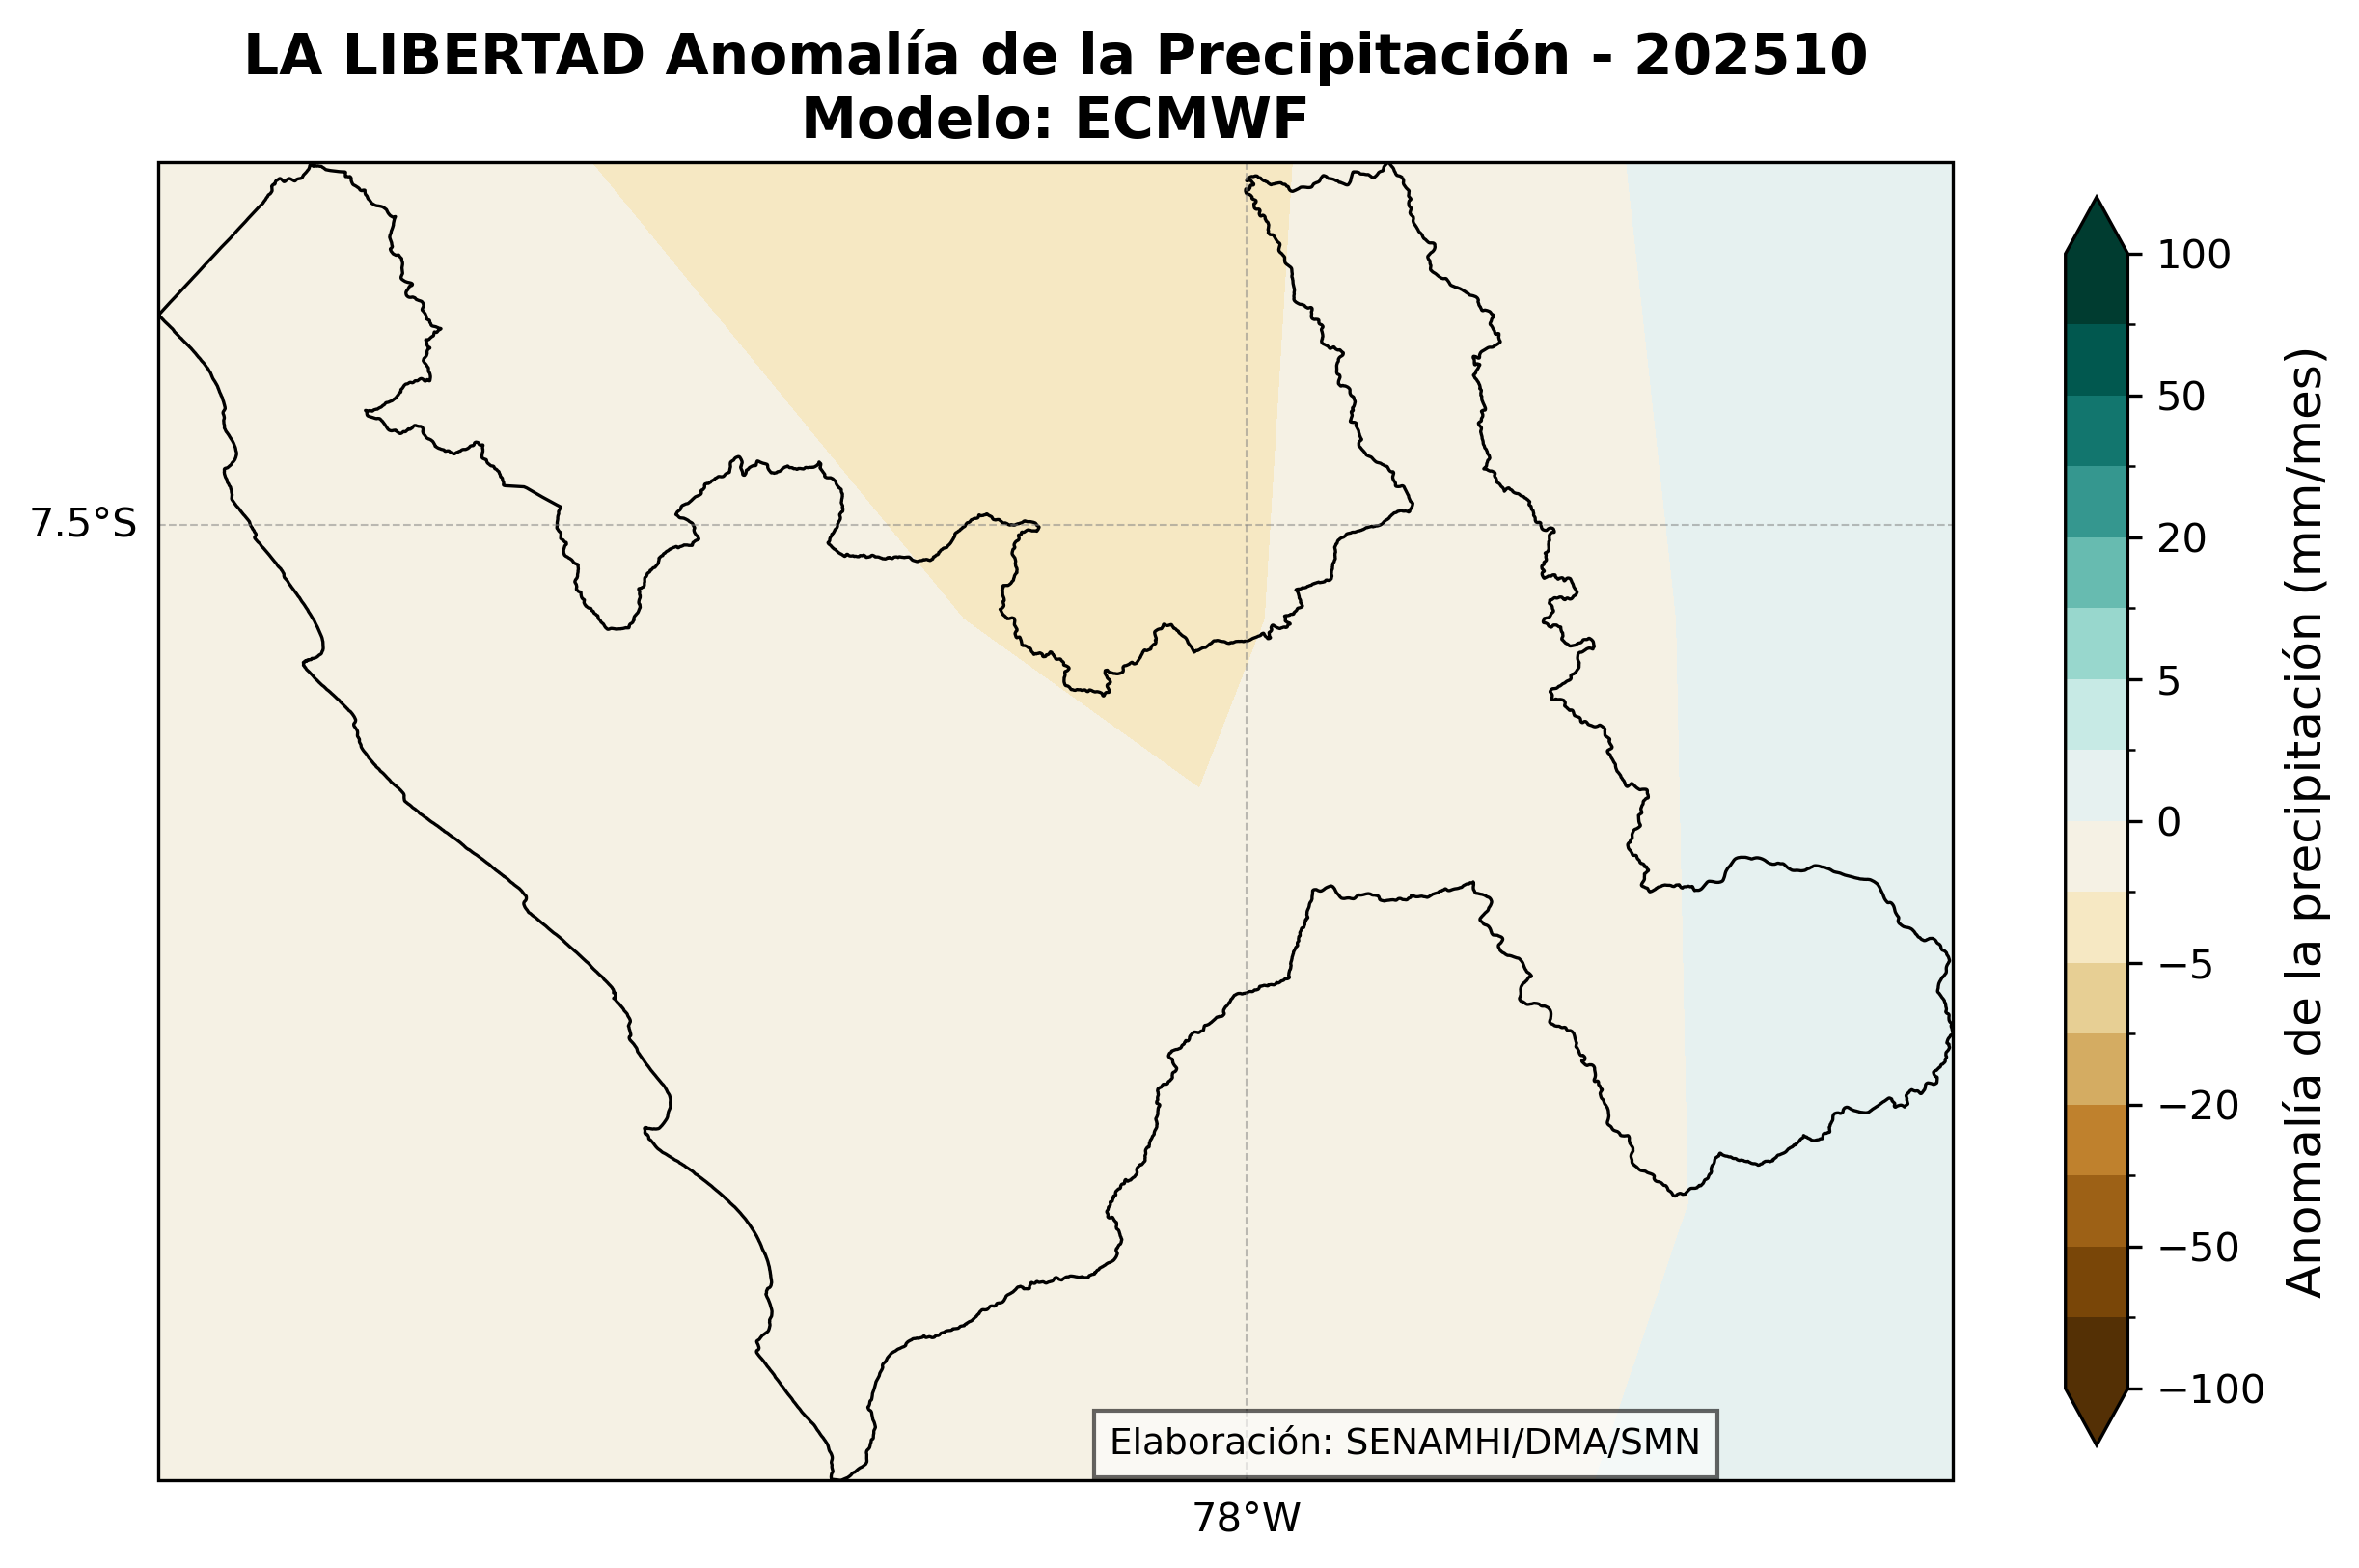 LA LIBERTAD Anomalía de la Precipitación - 202510
Modelo: ECMWF
7.5°S
78°W
Elaboración: SENAMHI/DMA/SMN
100
50
20
5
0
−5
−20
−50
−100
Anomalía de la precipitación (mm/mes)